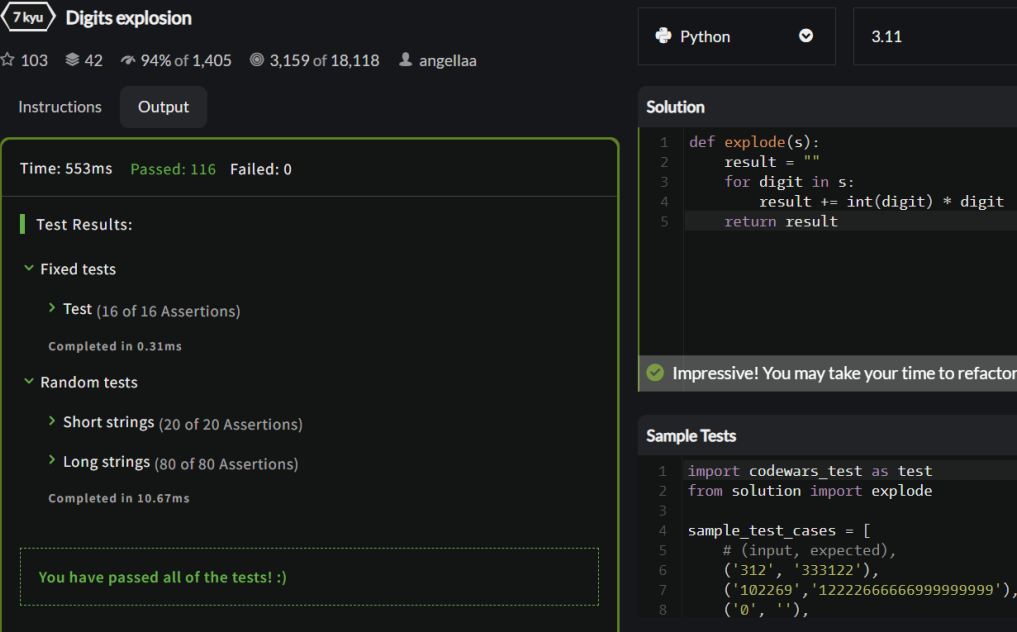 7 kyu Digits explosion
103 42 94% of 1,405 3,159 of 18,118 angellaa
Instructions Output
Time: 553ms Passed: 116 Failed: 0
Test Results:
Fixed tests
Test (16 of 16 Assertions)
Completed in 0.31ms
Random tests
Short strings (20 of 20 Assertions)
Long strings (80 of 80 Assertions)
Completed in 10.67ms
You have passed all of the tests! :)
Python 3.11
Solution
1 def explode(s):
2 result = ""
3 for digit in s:
4 result += int(digit) * digit
5 return result
Impressive! You may take your time to refactor
Sample Tests
1 import codewars_test as test
2 from solution import explode
3
4 sample_test_cases = [
5 # (input, expected),
6 ('312', '333122'),
7 ('102269','12222666666999999999'),
8 ('0', ''),